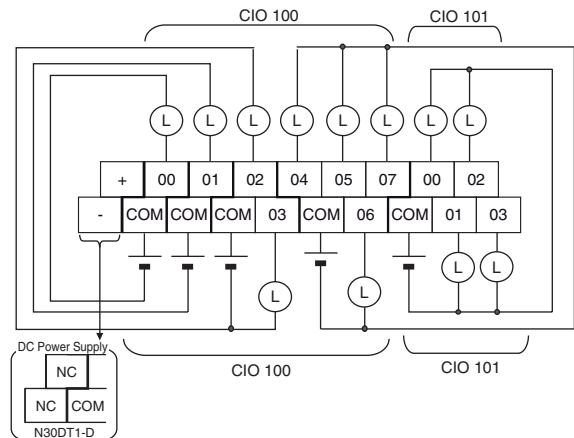 CIO 100 CIO 101
L L L L L L L L
+ 00 01 02 04 05 07 00 02
- COM COM COM 03 COM 06 COM 01 03
L L L L
DC Power Supply
CIO 100 CIO 101
NC
NC COM
N30DT1-D